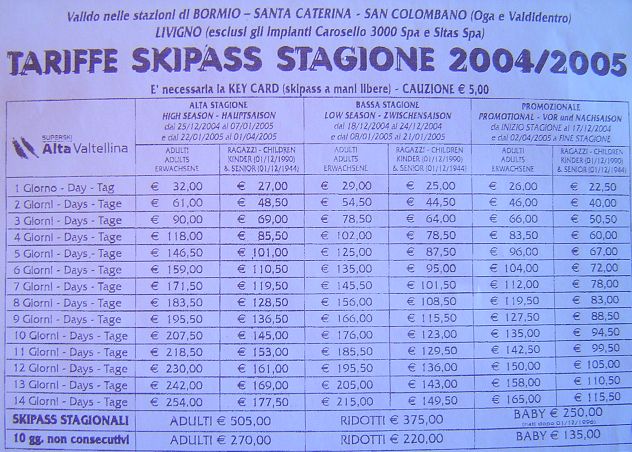 Valido nelle stazioni di BORMIO – SANTA CATERINA - SAN COLOMBANO (Oga e Valdidentro)
LIVIGNO (esclusi gli Impianti Carosello 3000 Spa e Sitas Spa)
TARIFFE SKIPASS STAGIONE 2004/2005
E' necessaria la KEY CARD (skipass a mani libere) - CAUZIONE € 5,00
ALTA STAGIONE BASSA STAGIONE PROMOZIONALE
HIGH SEASON - HAUPTSAISON LOW SEASON - ZWISCHENSAISON PROMOTIONAL - VOR und NACHSAISON
dal 25/12/2004 al 07/01/2005 dal 18/12/2004 al 24/12/2004 da INIZIO STAGIONE al 17/12/2004
e dal 22/01/2005 al 01/04/2005 e dal 08/01/2005 al 21/01/2005 e dal 02/04/2005 a FINE STAGIONE
SUPERSKI
Alta Valtellina
ADULTI RAGAZZI - CHILDREN ADULTI RAGAZZI - CHILDREN ADULTI RAGAZZI - CHILDREN
ADULTS KINDER (01/12/1990) ADULTS KINDER (01/12/1990) ADULTS KINDER (01/12/1990)
ERWACHSENE & SENIOR (01/12/1944) ERWACHSENE & SENIOR (01/12/1944) ERWACHSENE & SENIOR (01/12/1944)
1 Giorno - Day - Tag € 32,00 € 27,00 € 29,00 € 25,00 € 26,00 € 22,50
2 Giorni - Days - Tage € 61,00 € 48,50 € 54,50 € 44,50 € 46,00 € 40,00
3 Giorni - Days - Tage € 90,00 € 69,00 € 78,50 € 64,00 € 66,00 € 50,50
4 Giorni - Days - Tage € 118,00 € 85,50 € 102,00 € 78,50 € 83,50 € 60,00
5 Giorni - Days - Tage € 146,50 € 101,00 € 125,00 € 87,50 € 96,00 € 67,00
6 Giorni - Days - Tage € 159,00 € 110,50 € 135,00 € 95,00 € 104,00 € 72,00
7 Giorni - Days - Tage € 171,50 € 119,50 € 145,50 € 101,50 € 112,00 € 78,00
8 Giorni - Days - Tage € 183,50 € 128,50 € 156,00 € 108,50 € 119,50 € 83,00
9 Giorni - Days - Tage € 195,50 € 136,50 € 166,00 € 115,50 € 127,50 € 88,50
10 Giorni - Days - Tage € 207,50 € 145,00 € 176,00 € 123,00 € 135,00 € 94,50
11 Giorni - Days - Tage € 218,50 € 153,00 € 185,50 € 129,50 € 142,50 € 99,50
12 Giorni - Days - Tage € 230,00 € 161,00 € 195,50 € 136,50 € 150,00 € 105,00
13 Giorni - Days - Tage € 242,00 € 169,00 € 205,00 € 143,00 € 158,00 € 110,50
14 Giorni - Days - Tage € 254,00 € 177,50 € 215,00 € 149,50 € 165,00 € 115,50
SKIPASS STAGIONALI ADULTI € 505,00 RIDOTTI € 375,00 BABY € 250,00
(nati dopo 01/12/1996)
10 gg. non consecutivi ADULTI € 270,00 RIDOTTI € 220,00 BABY € 135,00